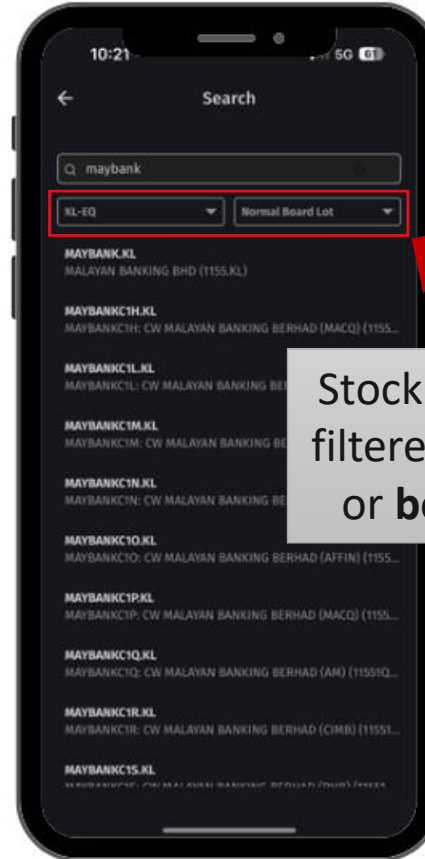 10:21
5G 61
Search
maybank
KL-EQ
Normal Board Lot
MAYBANK.KL
MALAYAN BANKING BHD (1155.KL)
MAYBANKC1H.KL
MAYBANKC1H: CW MALAYAN BANKING BERHAD (MACQ) (1155...
MAYBANKC1L.KL
MAYBANKC1L: CW MALAYAN BANKING
MAYBANKC1M.KL
MAYBANKC1M: CW MALAYAN BANKING
MAYBANKC1N.KL
MAYBANKC1N: CW MALAYAN BANKING
Stock
filtere
or b
MAYBANKC1O.KL
MAYBANKC1O: CW MALAYAN BANKING BERHAD (AFFIN) (1155...
MAYBANKC1P.KL
MAYBANKC1P: CW MALAYAN BANKING BERHAD (MACQ) (1155...
MAYBANKC1Q.KL
MAYBANKC1Q: CW MALAYAN BANKING BERHAD (AM) (11551Q...
MAYBANKC1R.KL
MAYBANKC1R: CW MALAYAN BANKING BERHAD (CIMB) (11551...
MAYBANKC1S.KL